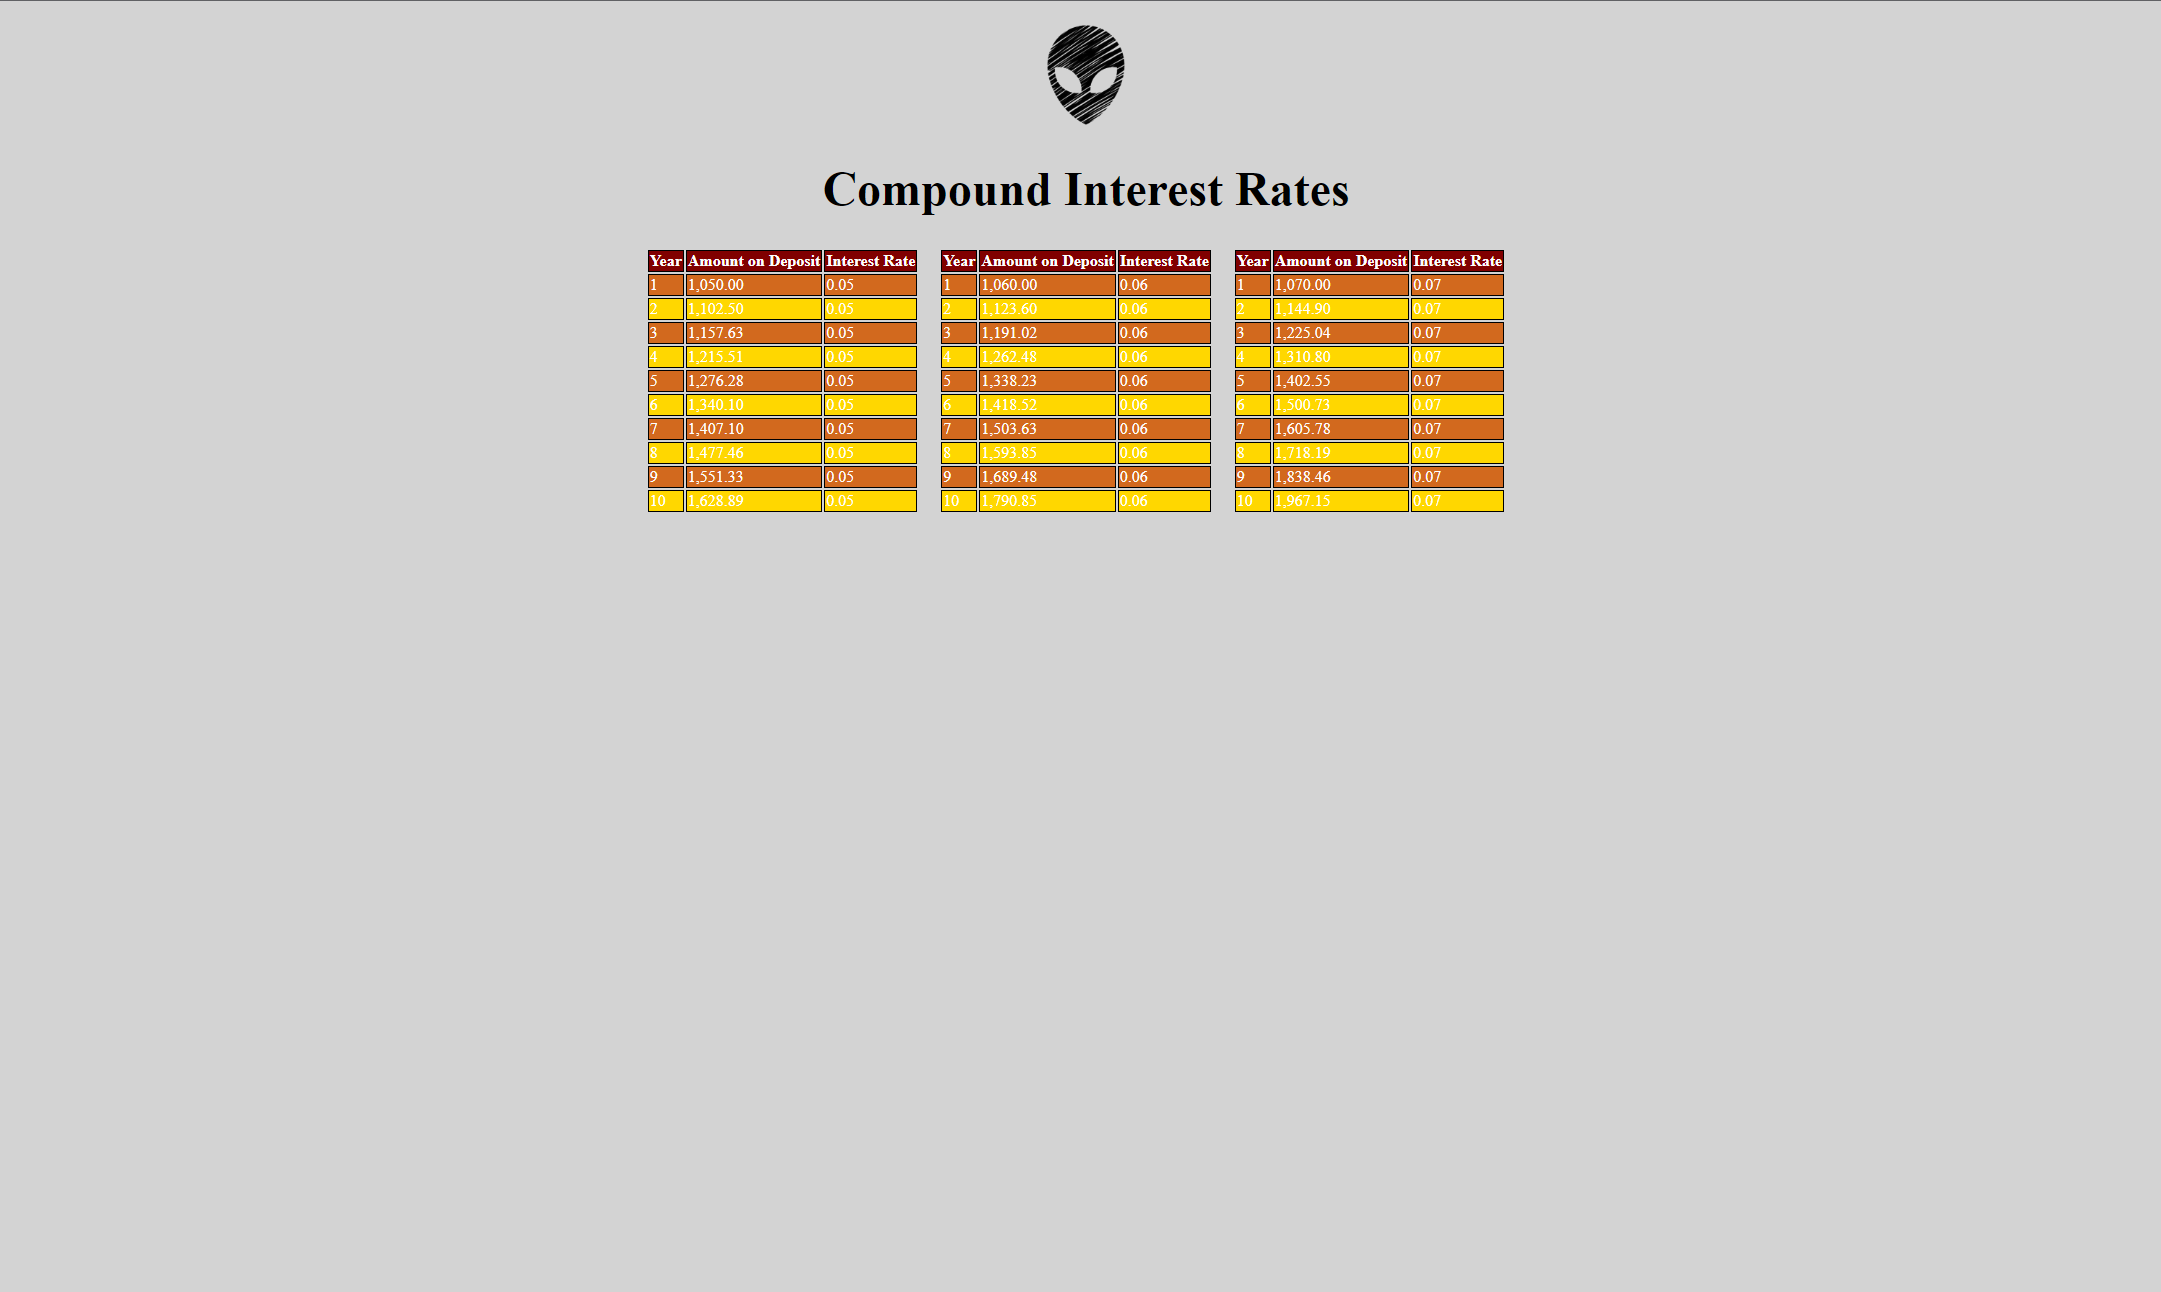 Compound Interest Rates
Year Amount on Deposit Interest Rate Year Amount on Deposit Interest Rate Year Amount on Deposit Interest Rate
1 1,050.00 0.05 1 1,060.00 0.06 1 1,070.00 0.07
2 1,102.50 0.05 2 1,123.60 0.06 2 1,144.90 0.07
3 1,157.63 0.05 3 1,191.02 0.06 3 1,225.04 0.07
4 1,215.51 0.05 4 1,262.48 0.06 4 1,310.80 0.07
5 1,276.28 0.05 5 1,338.23 0.06 5 1,402.55 0.07
6 1,340.10 0.05 6 1,418.52 0.06 6 1,500.73 0.07
7 1,407.10 0.05 7 1,503.63 0.06 7 1,605.78 0.07
8 1,477.46 0.05 8 1,593.85 0.06 8 1,718.19 0.07
9 1,551.33 0.05 9 1,689.48 0.06 9 1,838.46 0.07
10 1,628.89 0.05 10 1,790.85 0.06 10 1,967.15 0.07